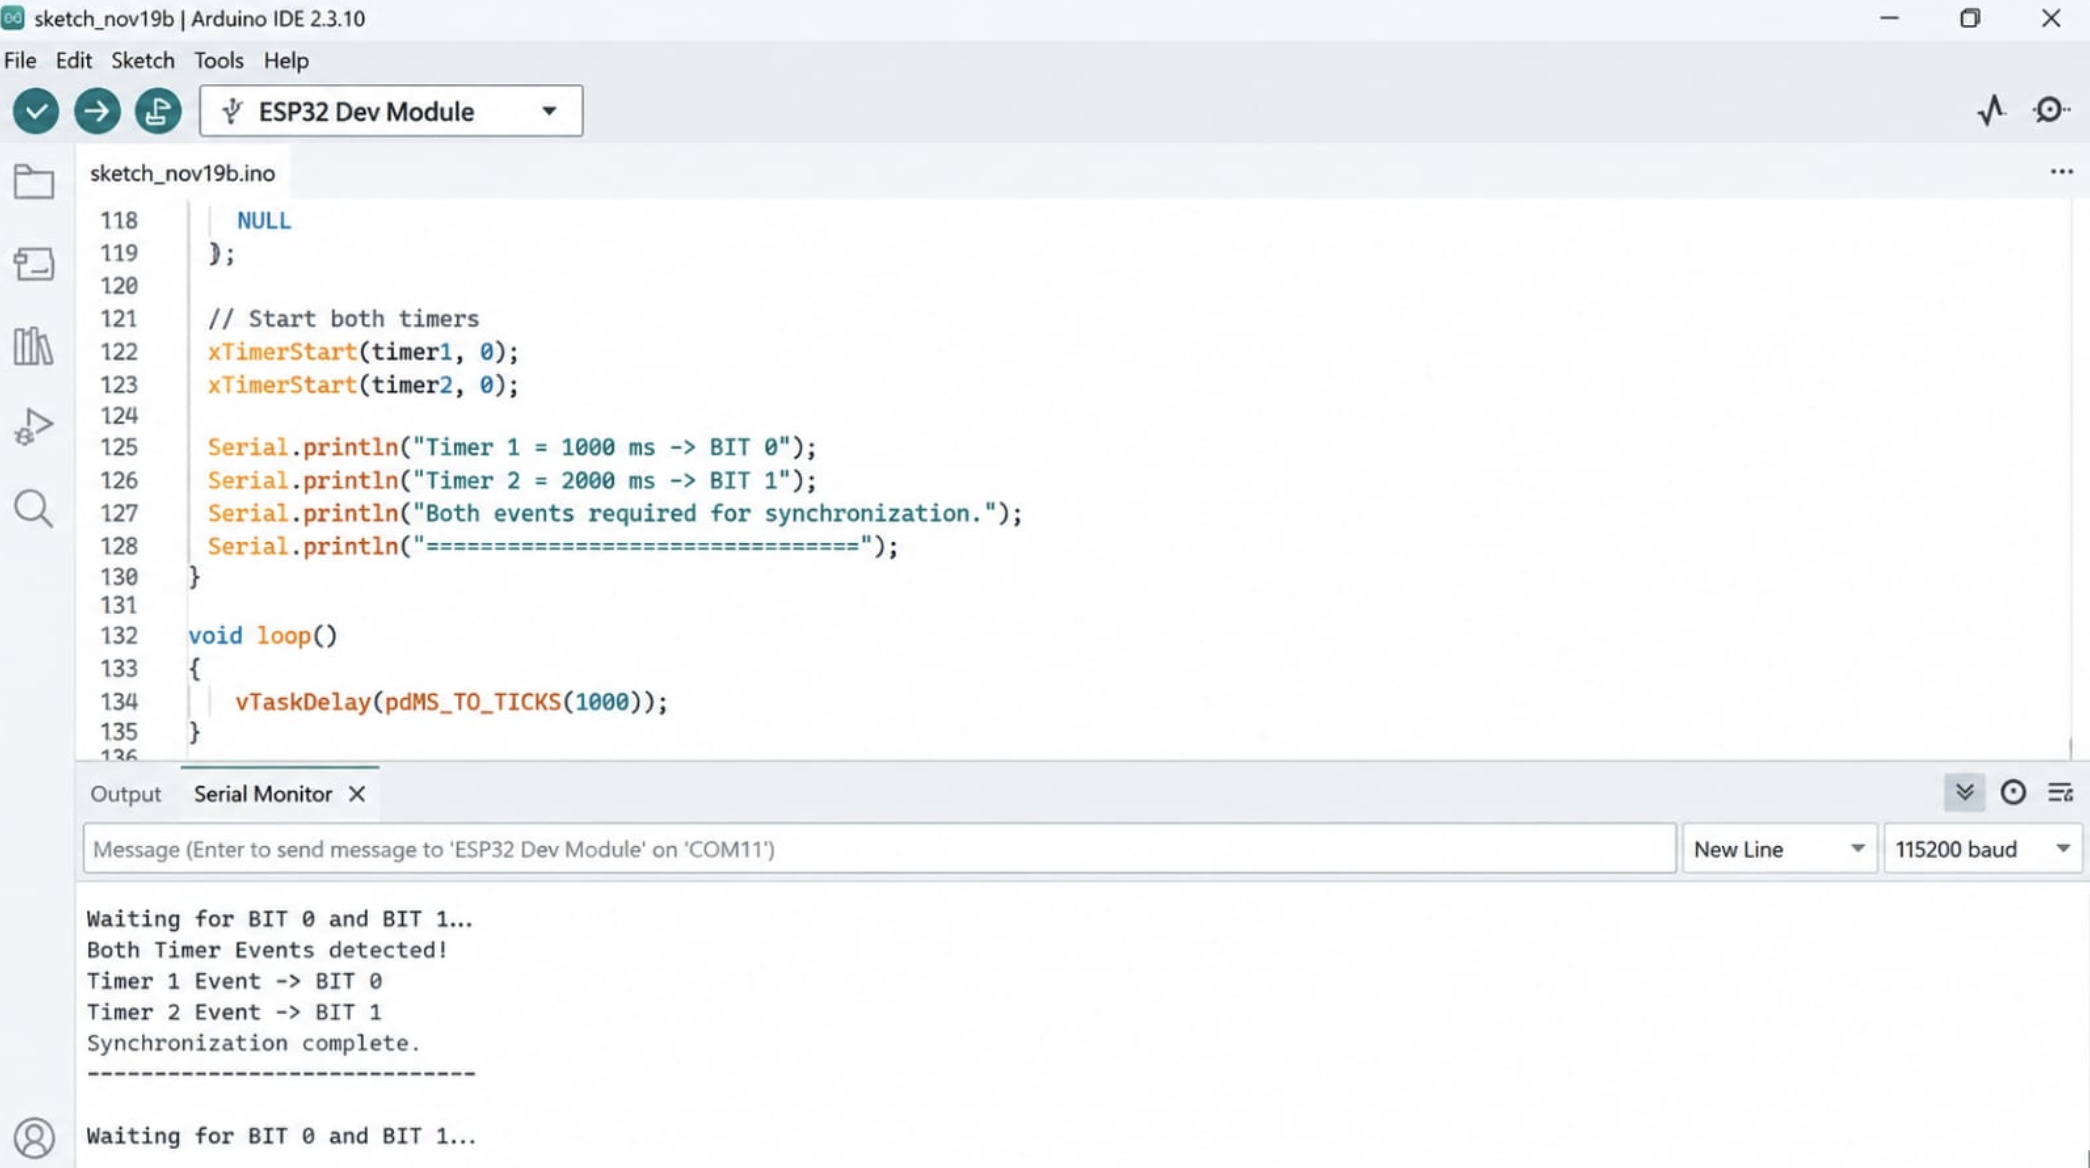 sketch_nov19b | Arduino IDE 2.3.10
File Edit Sketch Tools Help
ESP32 Dev Module
sketch_nov19b.ino
118 NULL
119 );
120
121 // Start both timers
122 xTimerStart(timer1, 0);
123 xTimerStart(timer2, 0);
124
125 Serial.println("Timer 1 = 1000 ms -> BIT 0");
126 Serial.println("Timer 2 = 2000 ms -> BIT 1");
127 Serial.println("Both events required for synchronization.");
128 Serial.println("================================");
130 }
131
132 void loop()
133 {
134 vTaskDelay(pdMS_TO_TICKS(1000));
135 }
136
Output Serial Monitor
Message (Enter to send message to 'ESP32 Dev Module' on 'COM11') New Line 115200 baud
Waiting for BIT 0 and BIT 1...
Both Timer Events detected!
Timer 1 Event -> BIT 0
Timer 2 Event -> BIT 1
Synchronization complete.
-----------------------------
Waiting for BIT 0 and BIT 1...